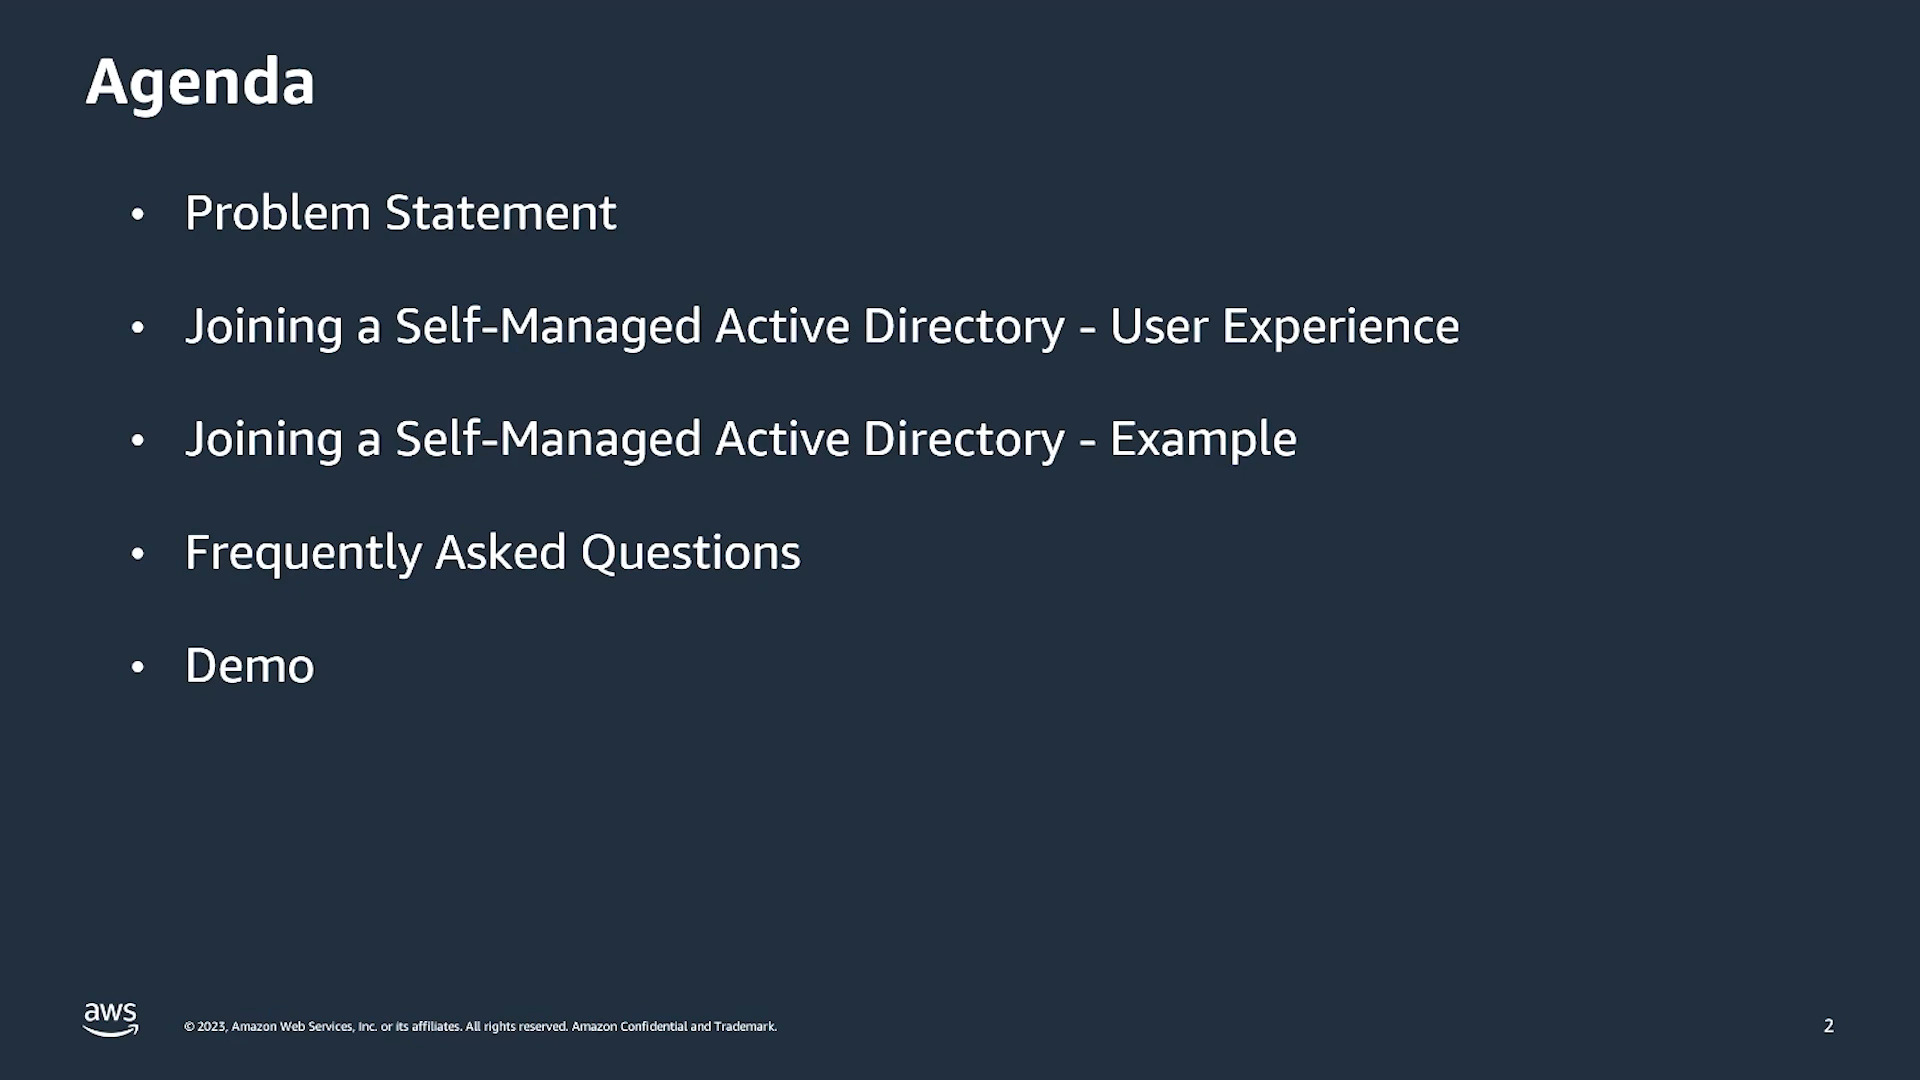 Agenda
• Problem Statement
• Joining a Self-Managed Active Directory - User Experience
• Joining a Self-Managed Active Directory - Example
• Frequently Asked Questions
• Demo
aws
© 2023, Amazon Web Services, Inc. or its affiliates. All rights reserved. Amazon Confidential and Trademark.
2